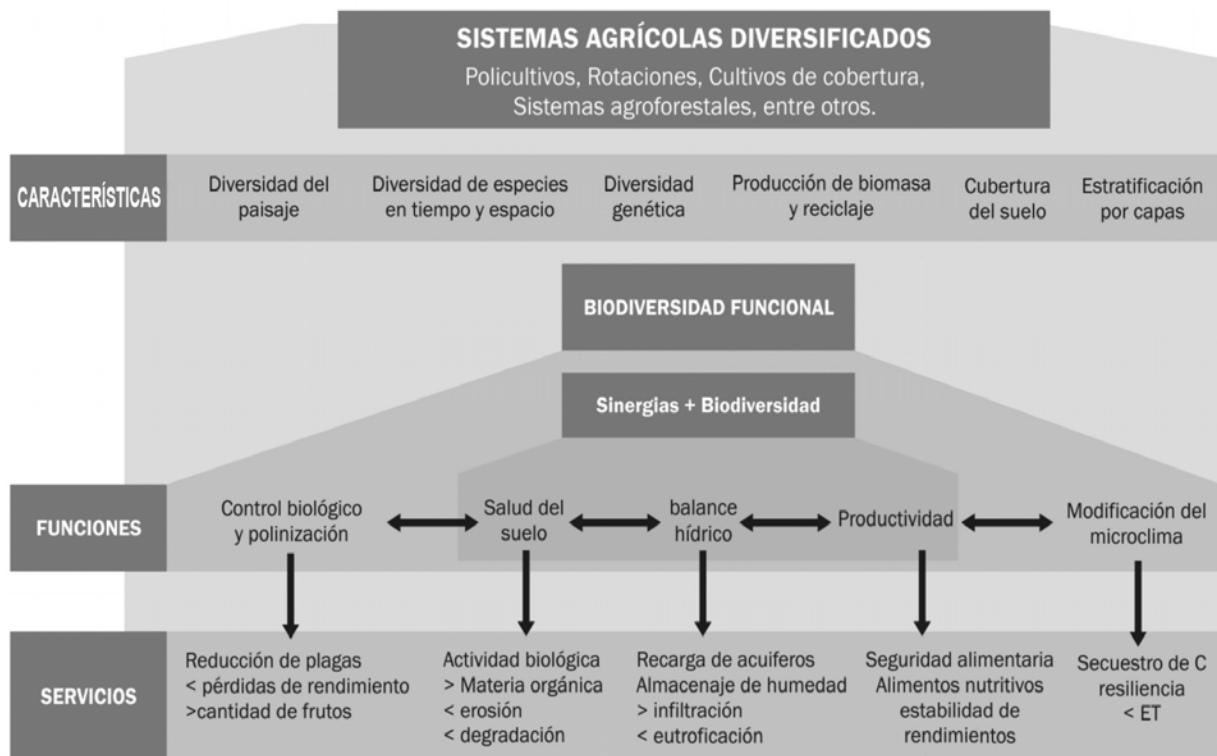 SISTEMAS AGRÍCOLAS DIVERSIFICADOS
Policultivos, Rotaciones, Cultivos de cobertura,
Sistemas agroforestales, entre otros.
CARACTERÍSTICAS
Diversidad del
paisaje
Diversidad de especies
en tiempo y espacio
Diversidad
genética
Producción de biomasa
y reciclaje
Cubertura
del suelo
Estratificación
por capas
BIODIVERSIDAD FUNCIONAL
Sinergias + Biodiversidad
FUNCIONES
Control biológico
y polinización
Salud del
suelo
balance
hídrico
Productividad
Modificación del
microclima
SERVICIOS
Reducción de plagas
< pérdidas de rendimiento
>cantidad de frutos
Actividad biológica
> Materia orgánica
< erosión
< degradación
Recarga de acuiferos
Almacenaje de humedad
> infiltración
< eutroficación
Seguridad alimentaria
Alimentos nutritivos
estabilidad de
rendimientos
Secuestro de C
resiliencia
< ET